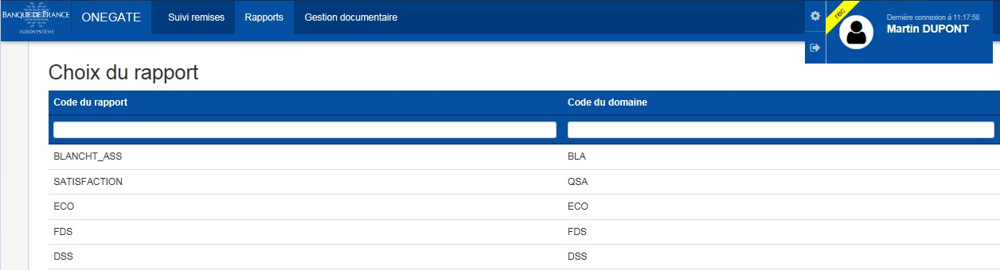 BANQUE DE FRANCE
EUROSYSTÈME
ONEGATE
Suivi remises
Rapports
Gestion documentaire
rec
Dernière connexion à 11:17:58
Martin DUPONT
Choix du rapport
Code du rapport Code du domaine
BLANCHT_ASS BLA
SATISFACTION QSA
ECO ECO
FDS FDS
DSS DSS